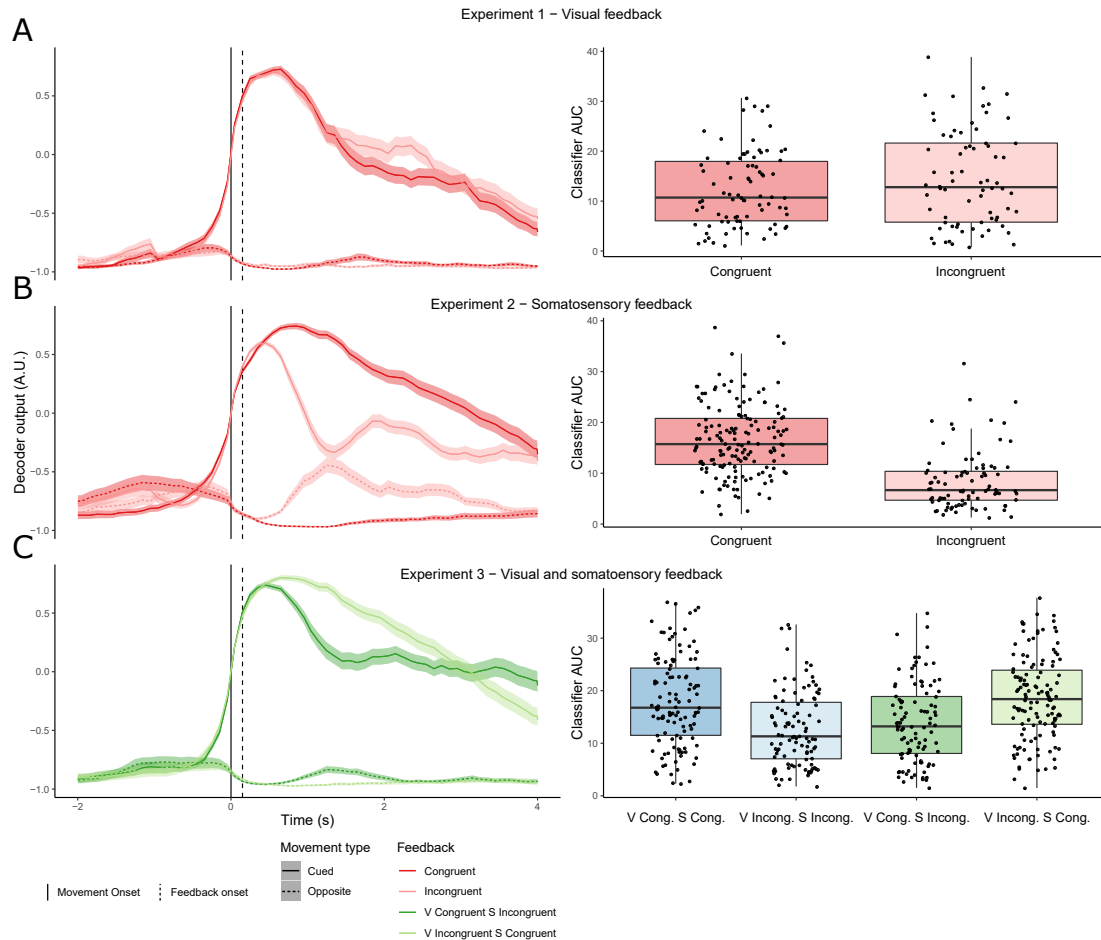 Experiment 1 − Visual feedback
A
0.5
0.0
−0.5
−1.0
Classifier AUC
40
30
20
10
0
Congruent
Incongruent
B
Experiment 2 − Somatosensory feedback
Decoder output (A.U.)
0.5
0.0
−0.5
−1.0
Classifier AUC
40
30
20
10
0
Congruent
Incongruent
C
Experiment 3 − Visual and somatoensory feedback
0.5
0.0
−0.5
−1.0
−2
0
2
4
Time (s)
Classifier AUC
30
20
10
0
V Cong. S Cong.
V Incong. S Incong.
V Cong. S Incong.
V Incong. S Cong.
Movement Onset
Feedback onset
Movement type
Cued
Opposite
Feedback
Congruent
Incongruent
V Congruent S Incongruent
V Incongruent S Congruent